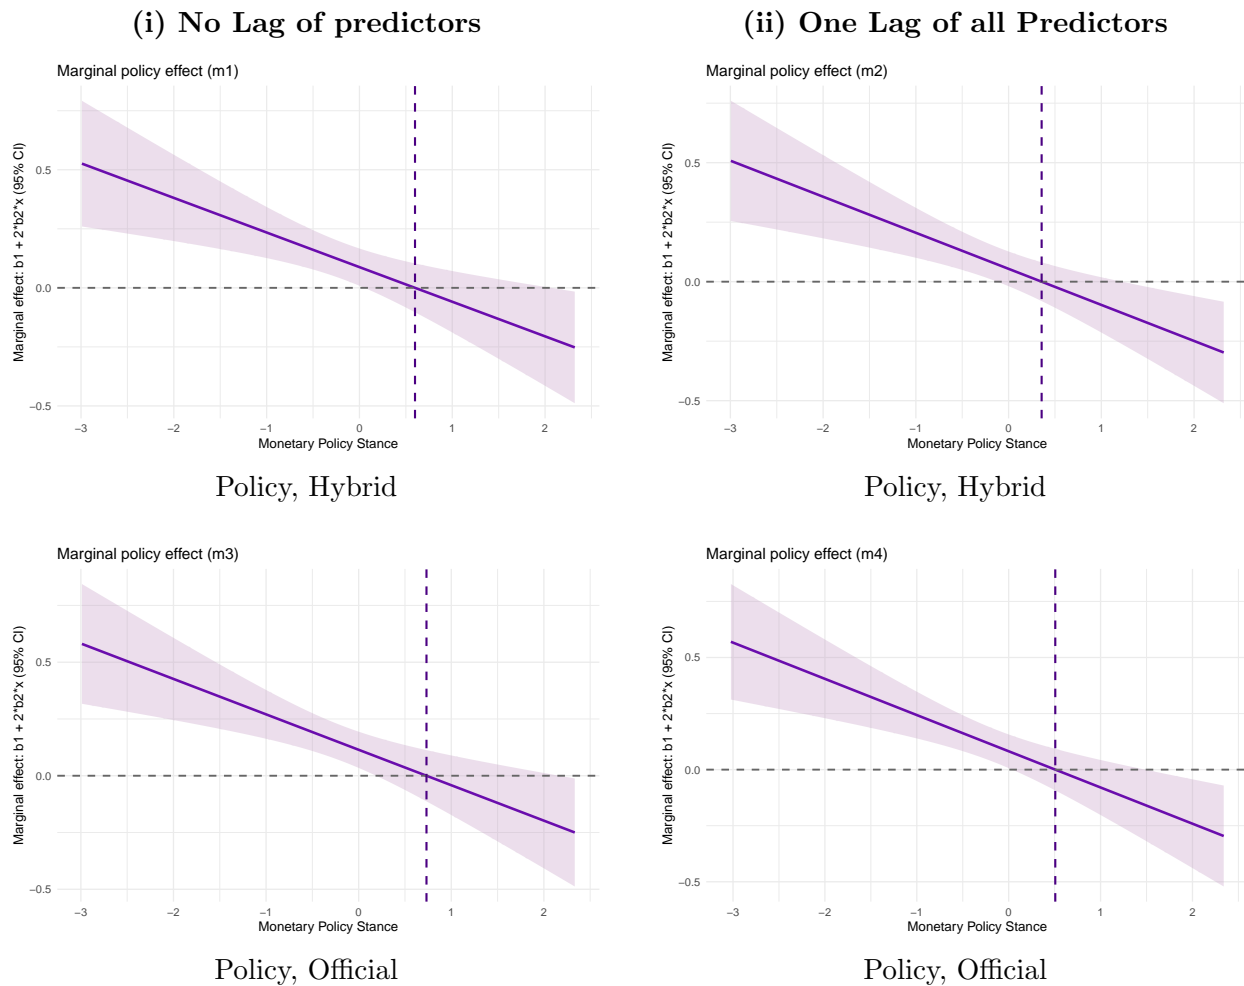 (i) No Lag of predictors
(ii) One Lag of all Predictors
Marginal policy effect (m1)
Marginal effect: b1 + 2*b2*x (95% CI)
0.5
0.0
−0.5
−3 −2 −1 0 1 2
Monetary Policy Stance
Policy, Hybrid
Marginal policy effect (m2)
Marginal effect: b1 + 2*b2*x (95% CI)
0.5
0.0
−0.5
−3 −2 −1 0 1 2
Monetary Policy Stance
Policy, Hybrid
Marginal policy effect (m3)
Marginal effect: b1 + 2*b2*x (95% CI)
0.5
0.0
−0.5
−3 −2 −1 0 1 2
Monetary Policy Stance
Policy, Official
Marginal policy effect (m4)
Marginal effect: b1 + 2*b2*x (95% CI)
0.5
0.0
−0.5
−3 −2 −1 0 1 2
Monetary Policy Stance
Policy, Official